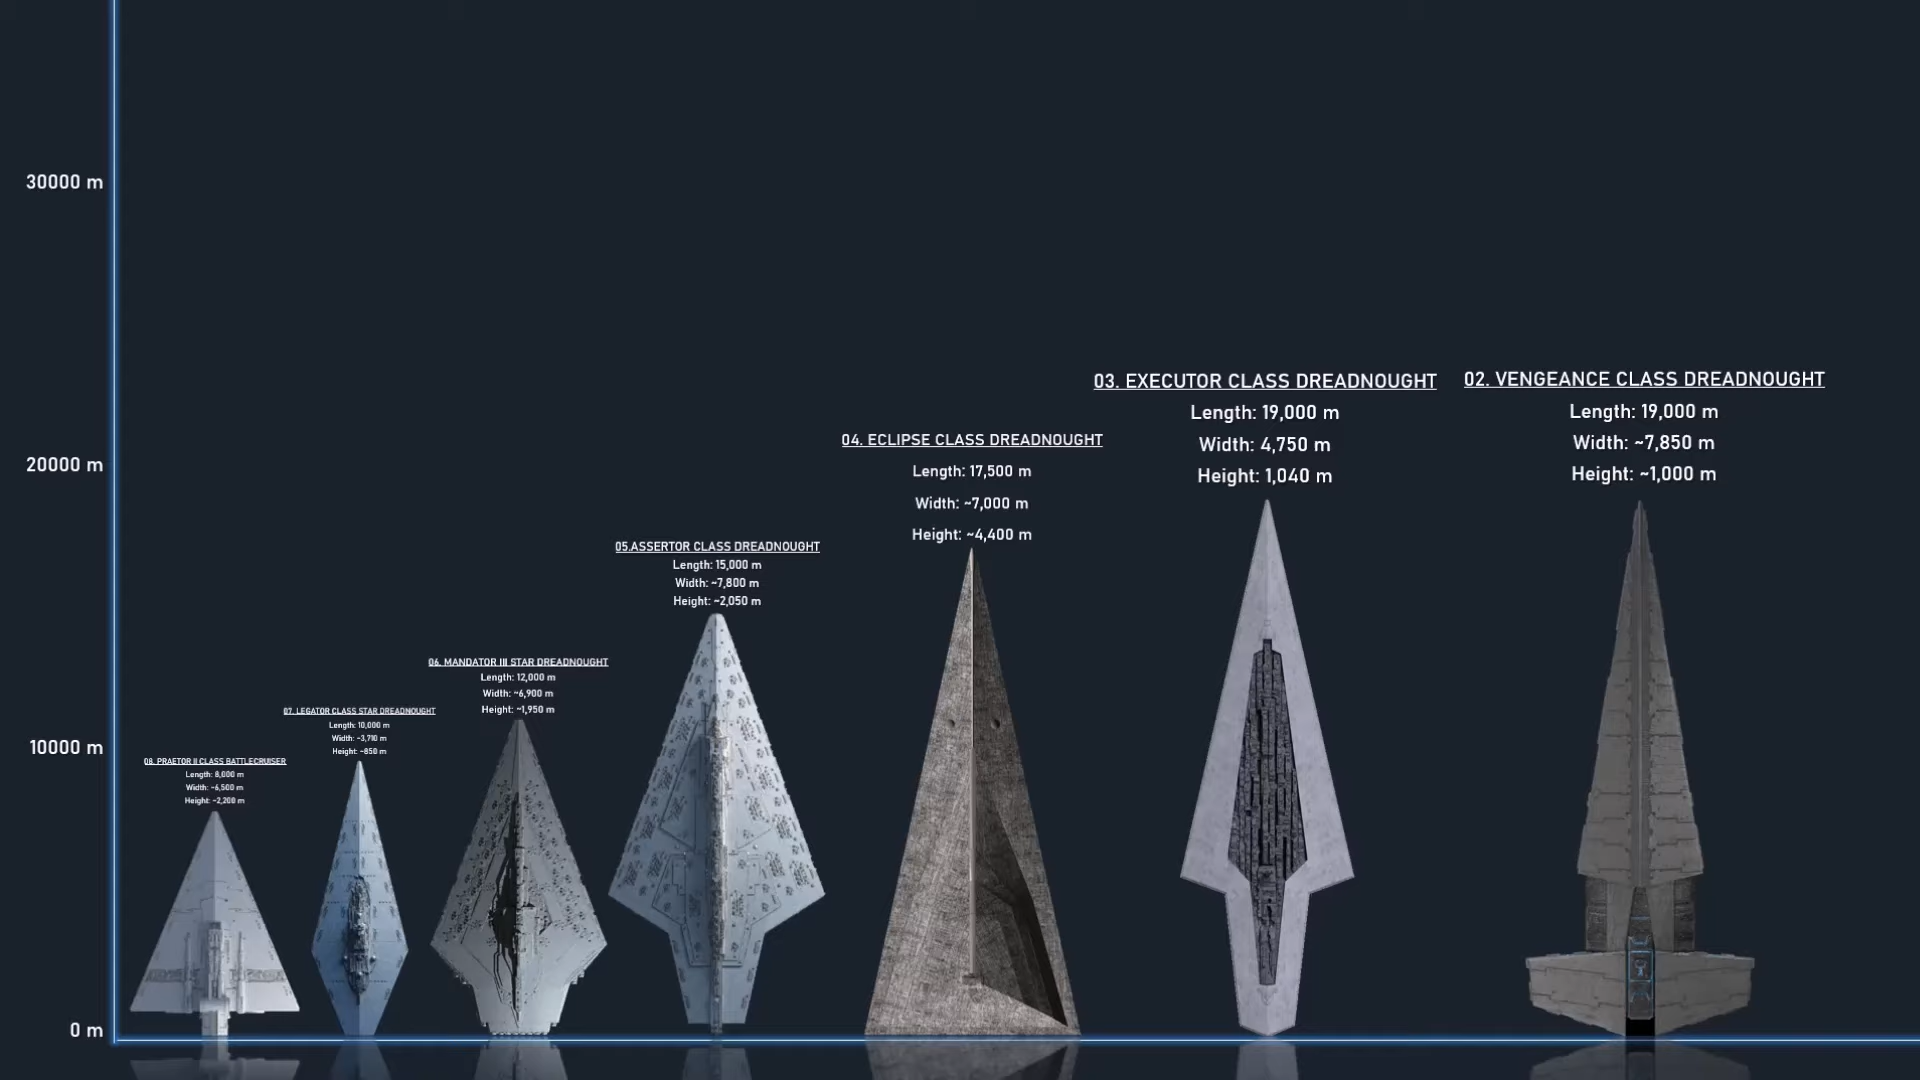 30000 m
20000 m
10000 m
0 m
08. PRAETOR II CLASS BATTLECRUISER
Length: 8,000 m
Width: ~6,500 m
Height: ~2,200 m
07. LEGATOR CLASS STAR DREADNOUGHT
Length: 10,000 m
Width: ~3,710 m
Height: ~850 m
06. MANDATOR III STAR DREADNOUGHT
Length: 12,000 m
Width: ~6,900 m
Height: ~1,950 m
05.ASSERTOR CLASS DREADNOUGHT
Length: 15,000 m
Width: ~7,800 m
Height: ~2,050 m
04. ECLIPSE CLASS DREADNOUGHT
Length: 17,500 m
Width: ~7,000 m
Height: ~4,400 m
03. EXECUTOR CLASS DREADNOUGHT
Length: 19,000 m
Width: 4,750 m
Height: 1,040 m
02. VENGEANCE CLASS DREADNOUGHT
Length: 19,000 m
Width: ~7,850 m
Height: ~1,000 m